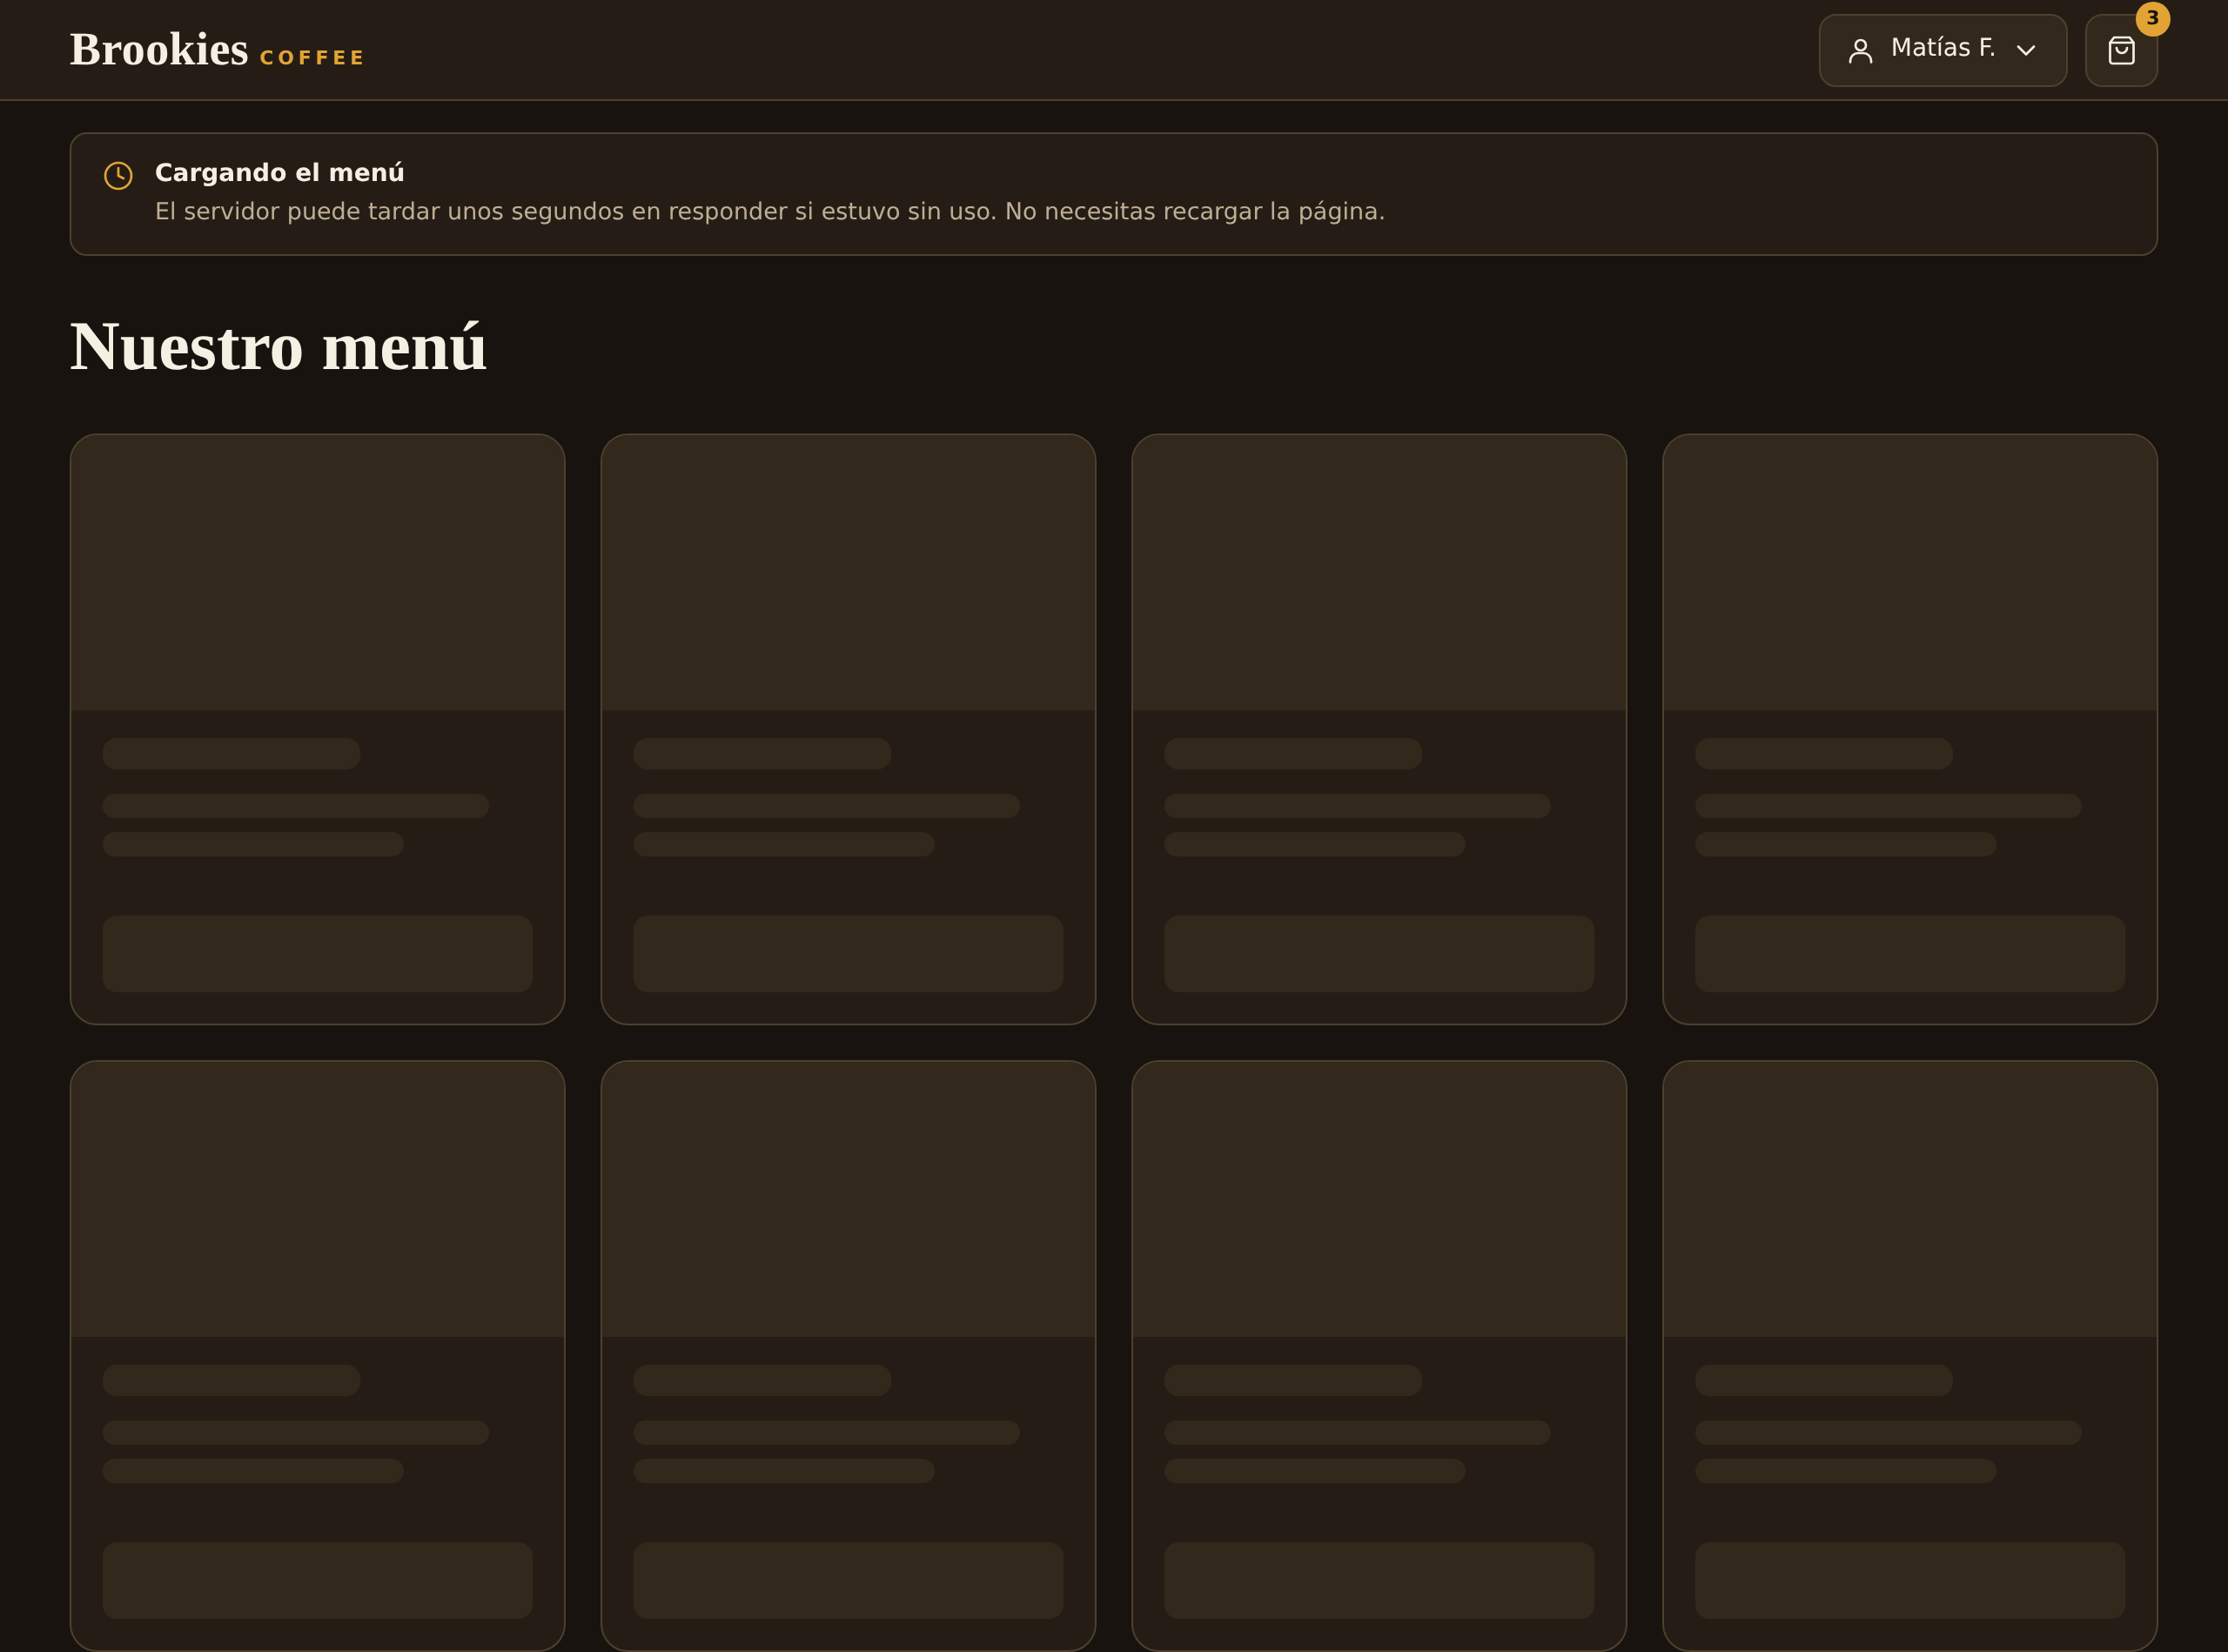 Brookies COFFEE
Matías F.
3
Cargando el menú
El servidor puede tardar unos segundos en responder si estuvo sin uso. No necesitas recargar la página.
Nuestro menú